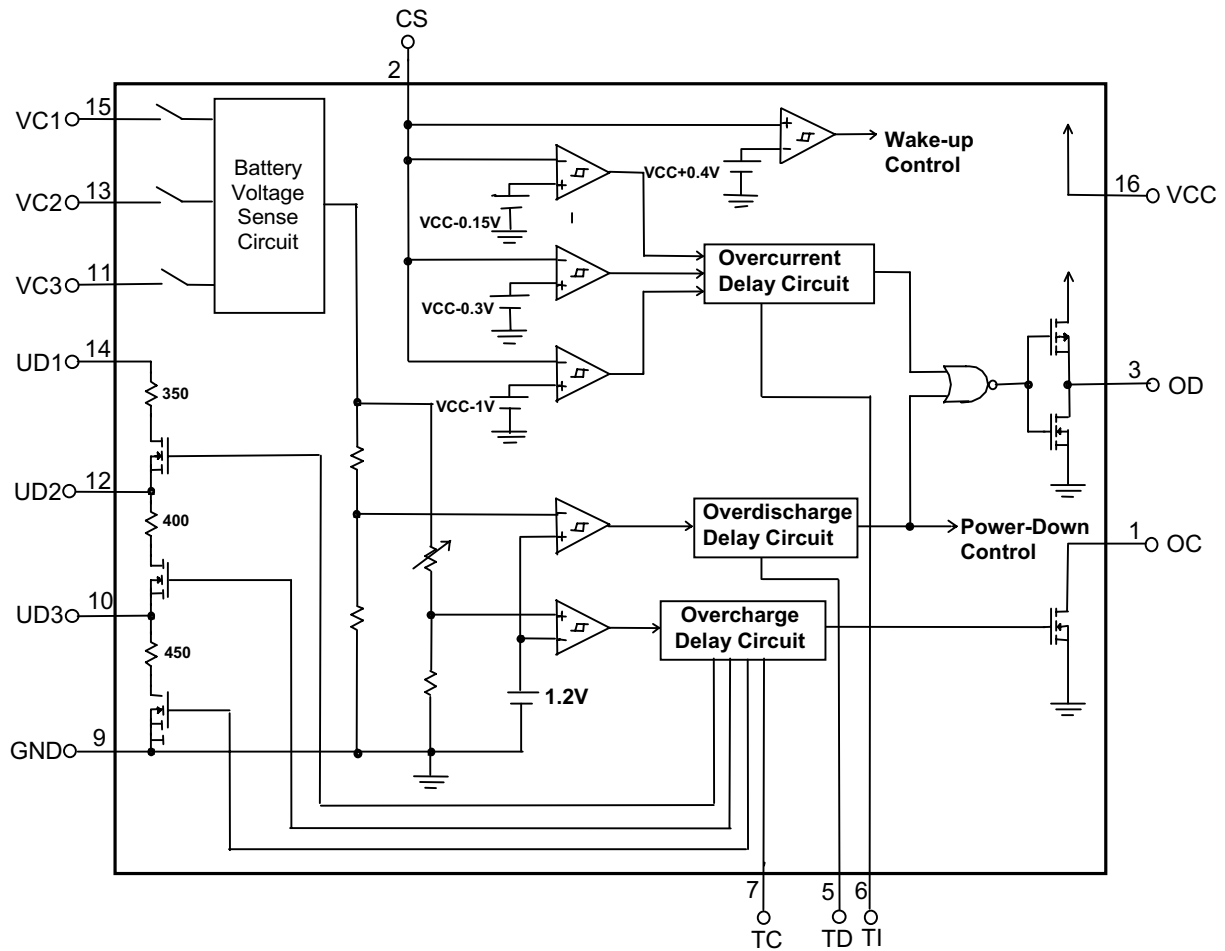 CS
2
VC1
15
Battery
Voltage
Sense
Circuit
VC2
13
VC3
11
VCC+0.4V
Wake-up
Control
16
VCC
VCC-0.15V
VCC-0.3V
Overcurrent
Delay Circuit
UD1
14
350
VCC-1V
3
OD
UD2
12
400
Overdischarge
Delay Circuit
Power-Down
Control
1
OC
UD3
10
450
Overcharge
Delay Circuit
1.2V
GND
9
7
5
6
TC
TD
TI